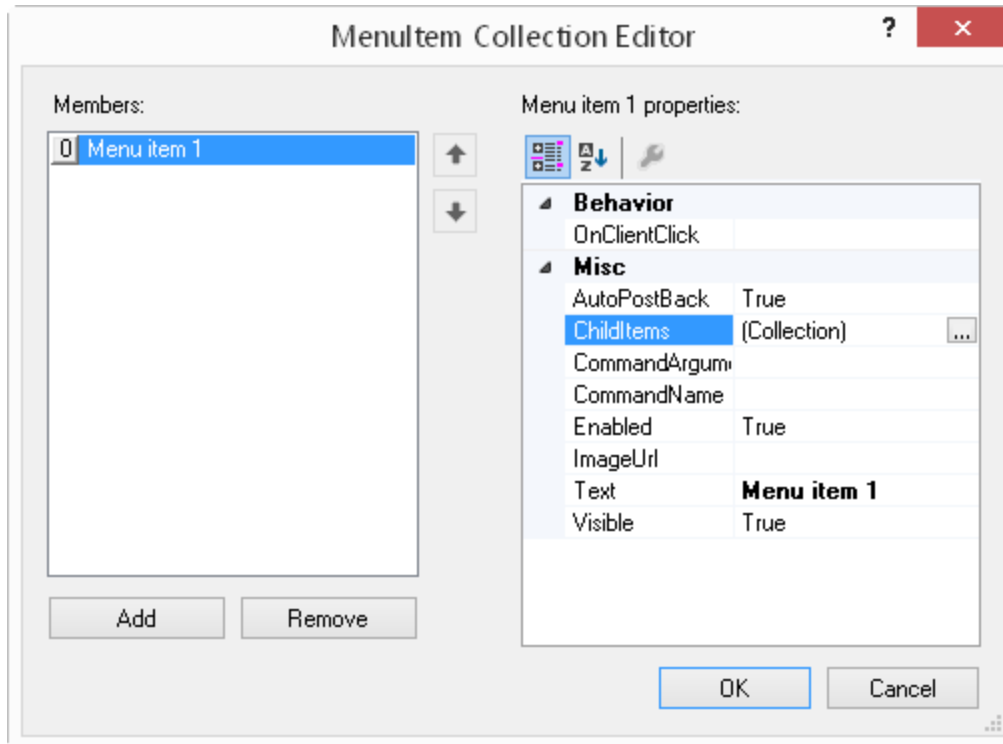 MenuItem Collection Editor
?
Members:
0 Menu item 1
Add
Remove
Menu item 1 properties:
Behavior
OnClientClick
Misc
AutoPostBack True
ChildItems (Collection) ...
CommandArgum
CommandName
Enabled True
ImageUrl
Text Menu item 1
Visible True
OK
Cancel